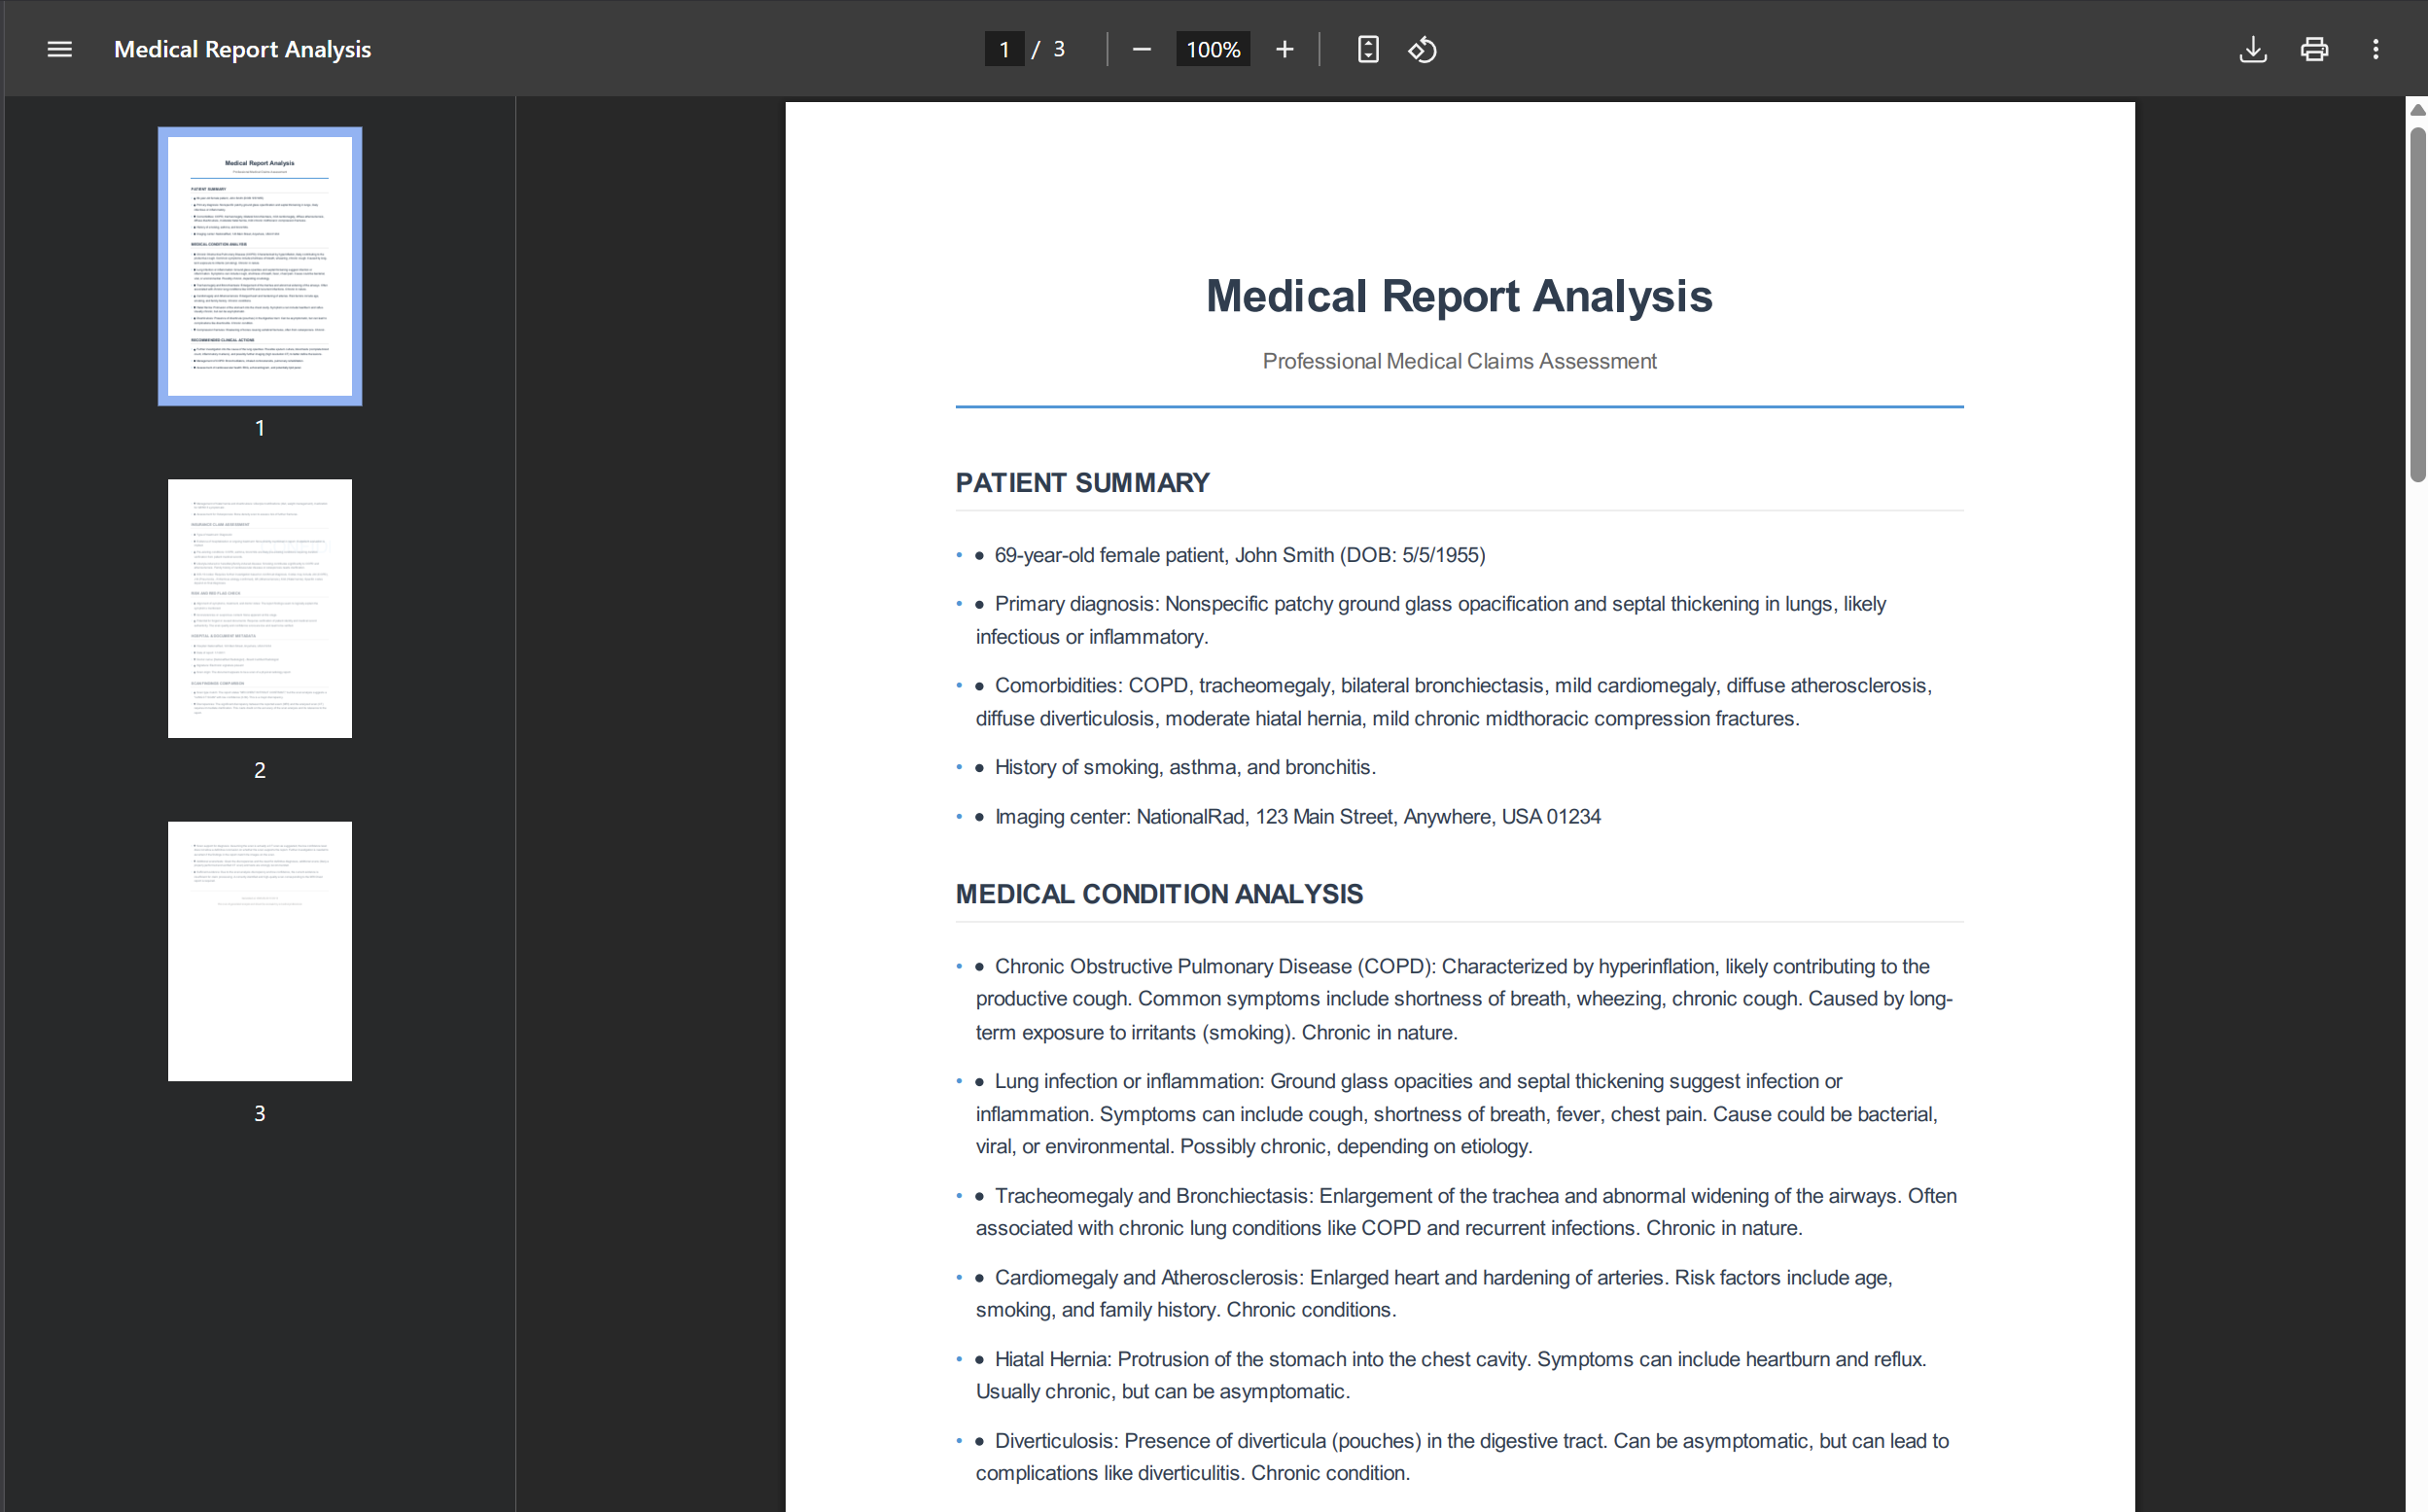 Medical Report Analysis
1 / 3
100%
1
2
3
Medical Report Analysis
Professional Medical Claims Assessment
PATIENT SUMMARY
• ● 69-year-old female patient, John Smith (DOB: 5/5/1955)
• ● Primary diagnosis: Nonspecific patchy ground glass opacification and septal thickening in lungs, likely
infectious or inflammatory.
• ● Comorbidities: COPD, tracheomegaly, bilateral bronchiectasis, mild cardiomegaly, diffuse atherosclerosis,
diffuse diverticulosis, moderate hiatal hernia, mild chronic midthoracic compression fractures.
• ● History of smoking, asthma, and bronchitis.
• ● Imaging center: NationalRad, 123 Main Street, Anywhere, USA 01234
MEDICAL CONDITION ANALYSIS
• ● Chronic Obstructive Pulmonary Disease (COPD): Characterized by hyperinflation, likely contributing to the
productive cough. Common symptoms include shortness of breath, wheezing, chronic cough. Caused by long-
term exposure to irritants (smoking). Chronic in nature.
• ● Lung infection or inflammation: Ground glass opacities and septal thickening suggest infection or
inflammation. Symptoms can include cough, shortness of breath, fever, chest pain. Cause could be bacterial,
viral, or environmental. Possibly chronic, depending on etiology.
• ● Tracheomegaly and Bronchiectasis: Enlargement of the trachea and abnormal widening of the airways. Often
associated with chronic lung conditions like COPD and recurrent infections. Chronic in nature.
• ● Cardiomegaly and Atherosclerosis: Enlarged heart and hardening of arteries. Risk factors include age,
smoking, and family history. Chronic conditions.
• ● Hiatal Hernia: Protrusion of the stomach into the chest cavity. Symptoms can include heartburn and reflux.
Usually chronic, but can be asymptomatic.
• ● Diverticulosis: Presence of diverticula (pouches) in the digestive tract. Can be asymptomatic, but can lead to
complications like diverticulitis. Chronic condition.